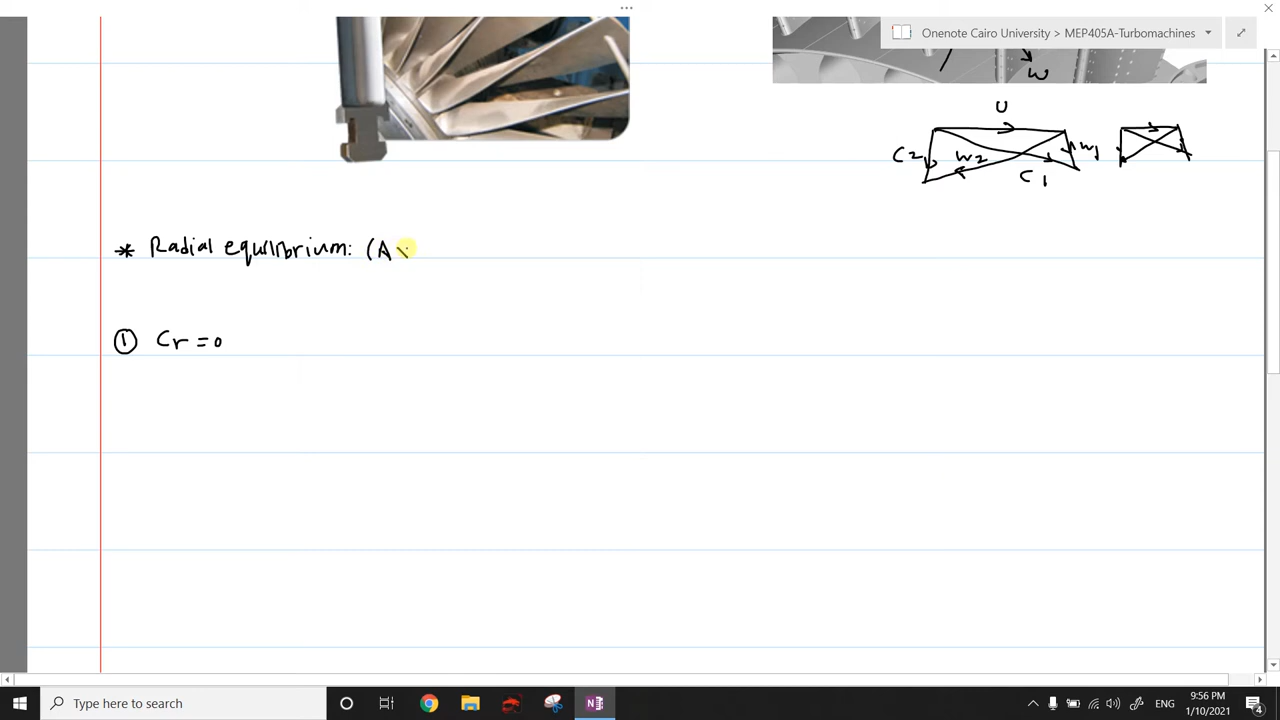 Onenote Cairo University > MEP405A-Turbomachines
W
U
C2
W2
W1
C1
* Radial equilibrium: (A
① Cr = 0
Type here to search
ENG
9:56 PM
1/10/2021
4